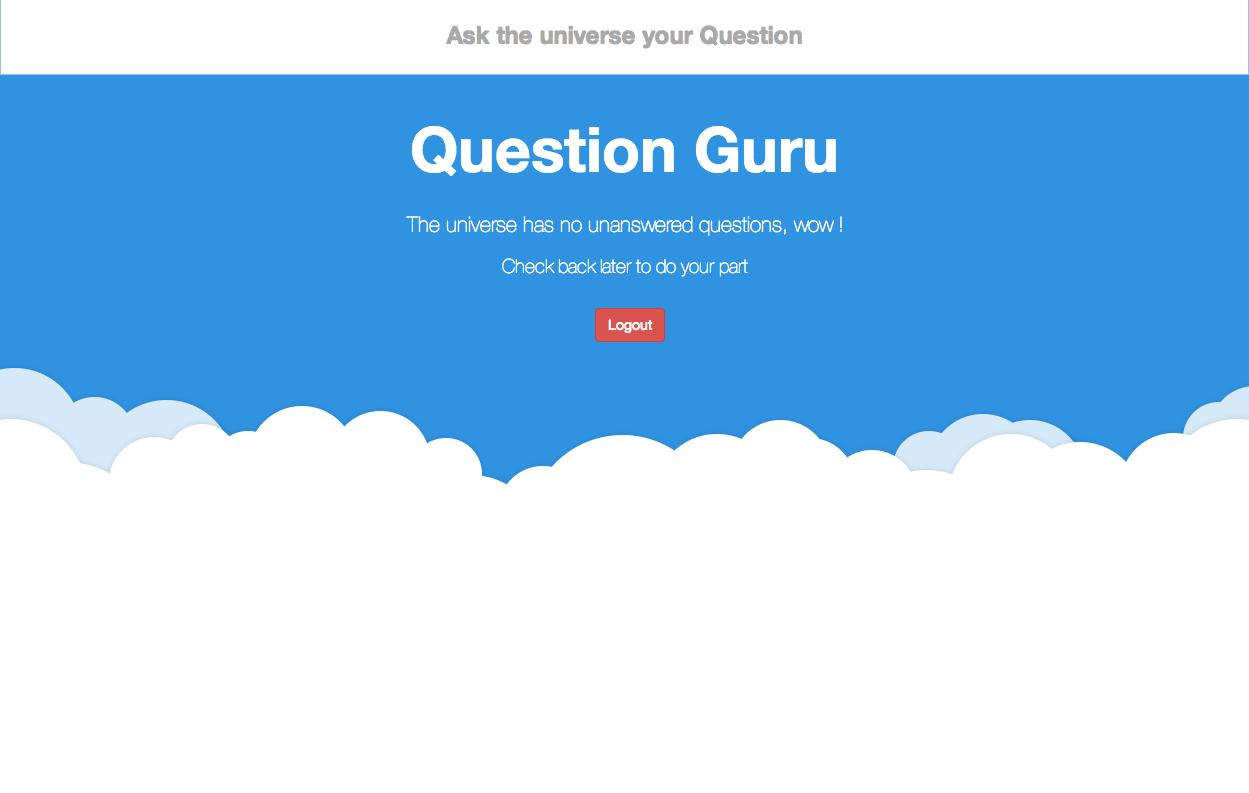 Ask the universe your Question
Question Guru
The universe has no unanswered questions, wow !
Check back later to do your part
Logout